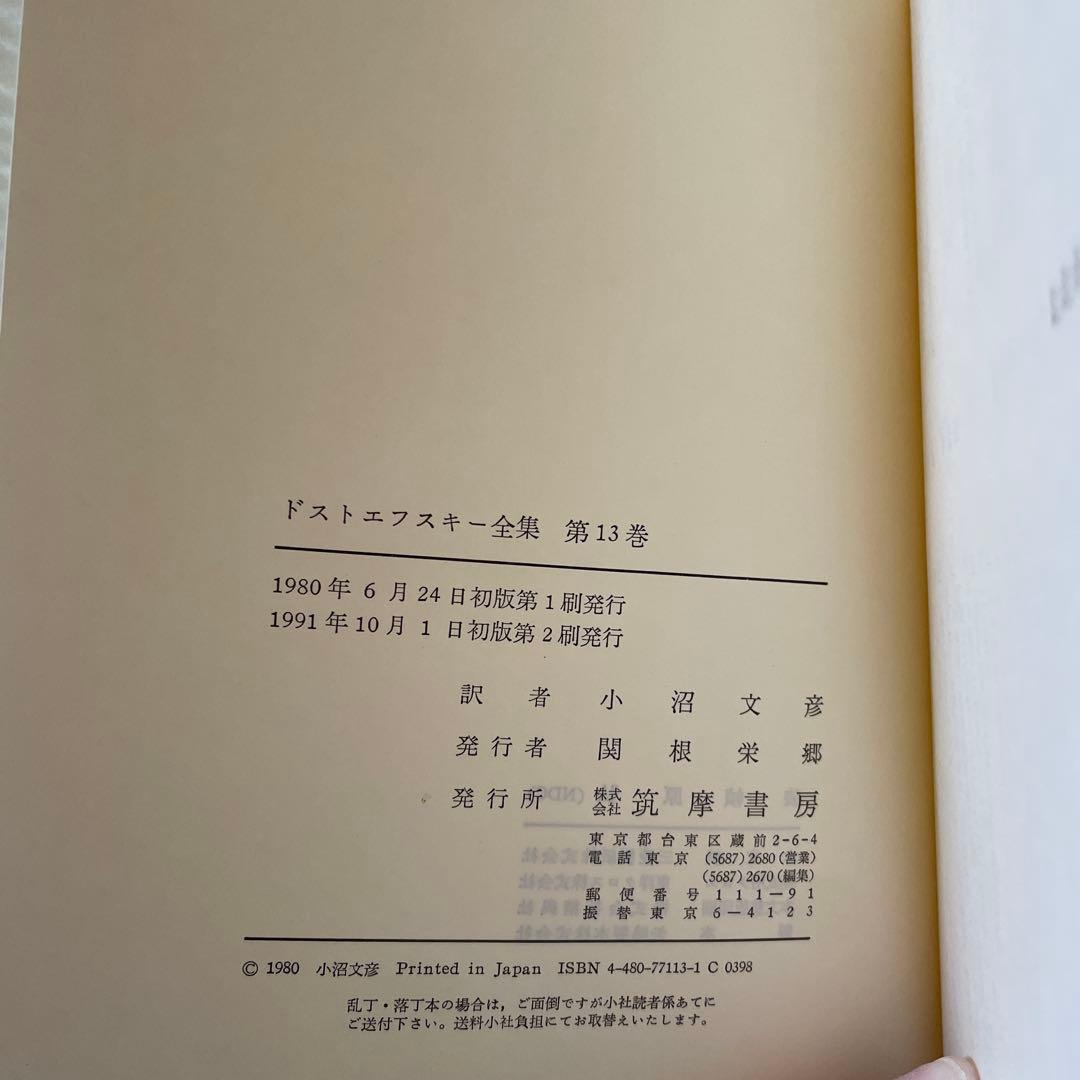 ドストエフスキー全集 第13巻
1980年6月24日初版第1刷発行
1991年10月1日初版第2刷発行
訳者 小沼文彦
発行者 関根栄郷
発行所 株式会社 筑摩書房
東京都台東区蔵前2-6-4
電話東京 (5687)2680(営業)
(5687)2670(編集)
郵便番号 111-91
振替東京 6-4123
© 1980 小沼文彦 Printed in Japan ISBN 4-480-77113-1 C 0398
乱丁・落丁本の場合は，ご面倒ですが小社読者係あてに
ご送付下さい。送料小社負担にてお取替えいたします。